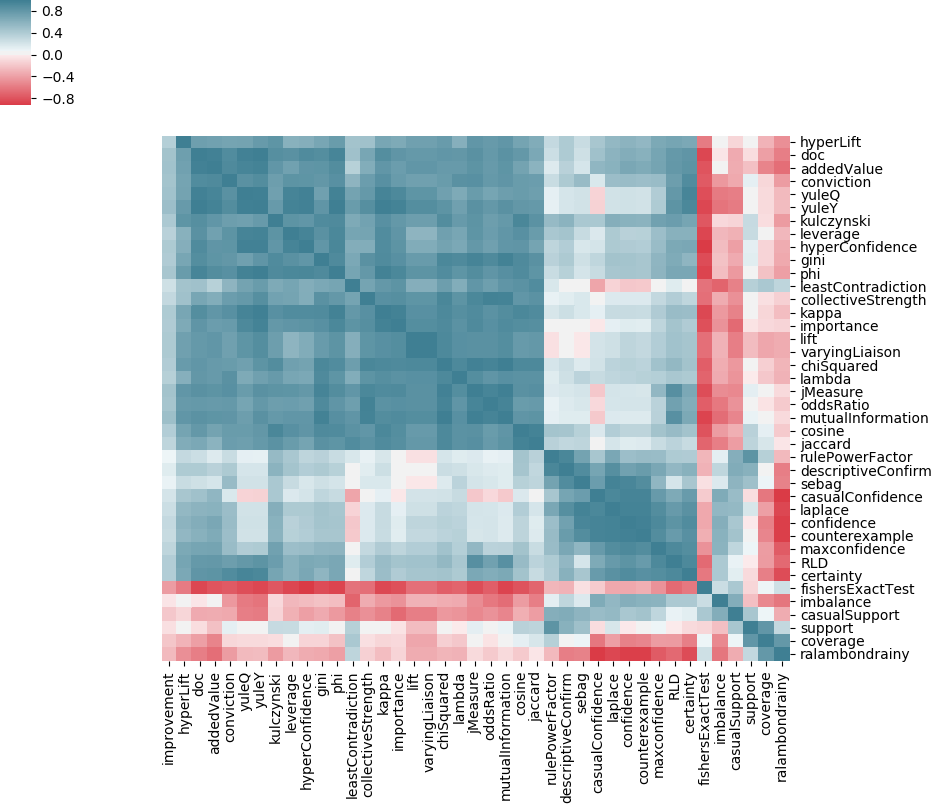 0.8
0.4
0.0
−0.4
−0.8
hyperLift
doc
addedValue
conviction
yuleQ
yuleY
kulczynski
leverage
hyperConfidence
gini
phi
leastContradiction
collectiveStrength
kappa
importance
lift
varyingLiaison
chiSquared
lambda
jMeasure
oddsRatio
mutualInformation
cosine
jaccard
rulePowerFactor
descriptiveConfirm
sebag
casualConfidence
laplace
confidence
counterexample
maxconfidence
RLD
certainty
fishersExactTest
imbalance
casualSupport
support
coverage
ralambondrainy
improvement
hyperLift
doc
addedValue
conviction
yuleQ
yuleY
kulczynski
leverage
hyperConfidence
gini
phi
leastContradiction
collectiveStrength
kappa
importance
lift
varyingLiaison
chiSquared
lambda
jMeasure
oddsRatio
mutualInformation
cosine
jaccard
rulePowerFactor
descriptiveConfirm
sebag
casualConfidence
laplace
confidence
counterexample
maxconfidence
RLD
certainty
fishersExactTest
imbalance
casualSupport
support
coverage
ralambondrainy